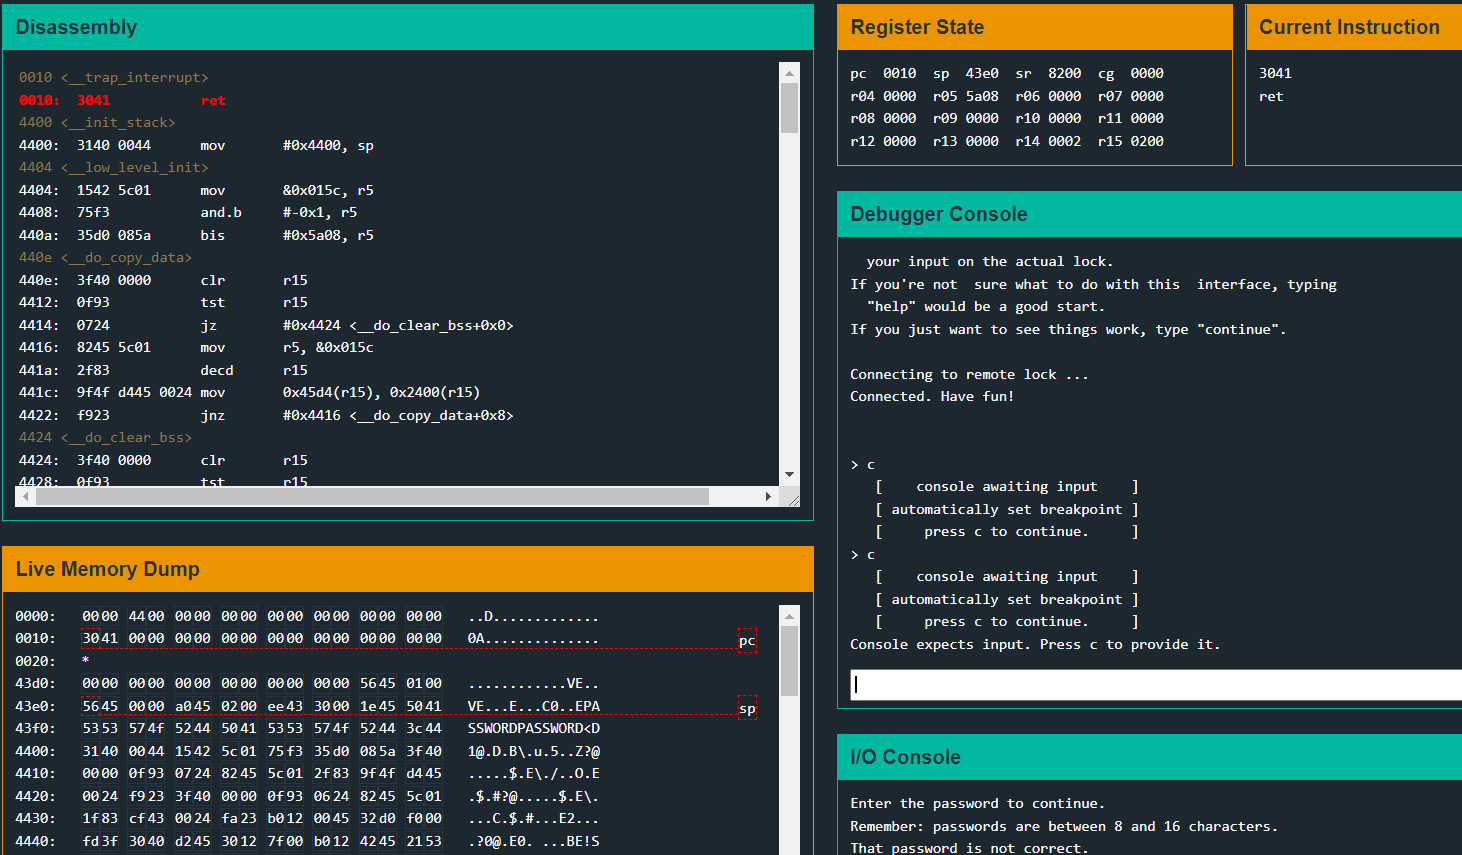 Disassembly
0010 <__trap_interrupt>
0010: 3041 ret
4400 <__init_stack>
4400: 3140 0044 mov #0x4400, sp
4404 <__low_level_init>
4404: 1542 5c01 mov &0x015c, r5
4408: 75f3 and.b #-0x1, r5
440a: 35d0 085a bis #0x5a08, r5
440e <__do_copy_data>
440e: 3f40 0000 clr r15
4412: 0f93 tst r15
4414: 0724 jz #0x4424 <__do_clear_bss+0x0>
4416: 8245 5c01 mov r5, &0x015c
441a: 2f83 decd r15
441c: 9f4f d445 0024 mov 0x45d4(r15), 0x2400(r15)
4422: f923 jnz #0x4416 <__do_copy_data+0x8>
4424 <__do_clear_bss>
4424: 3f40 0000 clr r15
4428: 0f93 tst r15
Live Memory Dump
0000: 0000 4400 0000 0000 0000 0000 0000 0000 ..D.............
0010: 3041 0000 0000 0000 0000 0000 0000 0000 0A.............. pc
0020: *
43d0: 0000 0000 0000 0000 0000 0000 5645 0100 ............VE..
43e0: 5645 0000 a045 0200 ee43 3000 1e45 5041 VE...E...C0..EPA sp
43f0: 5353 574f 5244 5041 5353 574f 5244 3c44 SSWORDPASSWORD<D
4400: 3140 0044 1542 5c01 75f3 35d0 085a 3f40 1@.D.B\.u.5..Z?@
4410: 0000 0f93 0724 8245 5c01 2f83 9f4f d445 .....$.E\./..O.E
4420: 0024 f923 3f40 0000 0f93 0624 8245 5c01 .$.#?@.....$.E\.
4430: 1f83 cf43 0024 fa23 b012 0045 32d0 f000 ...C.$.#...E2...
4440: fd3f 3040 d245 3012 7f00 b012 4245 2153 .?0@.E0. ...BE!S
Register State
pc 0010 sp 43e0 sr 8200 cg 0000
r04 0000 r05 5a08 r06 0000 r07 0000
r08 0000 r09 0000 r10 0000 r11 0000
r12 0000 r13 0000 r14 0002 r15 0200
Current Instruction
3041
ret
Debugger Console
your input on the actual lock.
If you're not sure what to do with this interface, typing
"help" would be a good start.
If you just want to see things work, type "continue".
Connecting to remote lock ...
Connected. Have fun!
> c
[ console awaiting input ]
[ automatically set breakpoint ]
[ press c to continue. ]
> c
[ console awaiting input ]
[ automatically set breakpoint ]
[ press c to continue. ]
Console expects input. Press c to provide it.
I/O Console
Enter the password to continue.
Remember: passwords are between 8 and 16 characters.
That password is not correct.